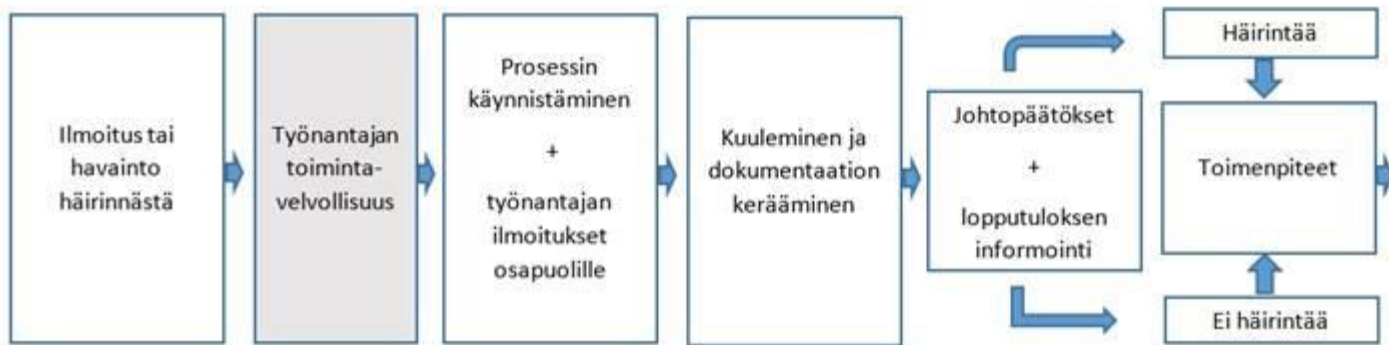 Ilmoitus tai
havainto
häirinnästä
Työnantajan
toiminta-
velvollisuus
Prosessin
käynnistäminen
+
työnantajan
ilmoitukset
osapuolille
Kuuleminen ja
dokumentaation
kerääminen
Johtopäätökset
+
lopputuloksen
informointi
Häirintää
Toimenpiteet
Ei häirintää